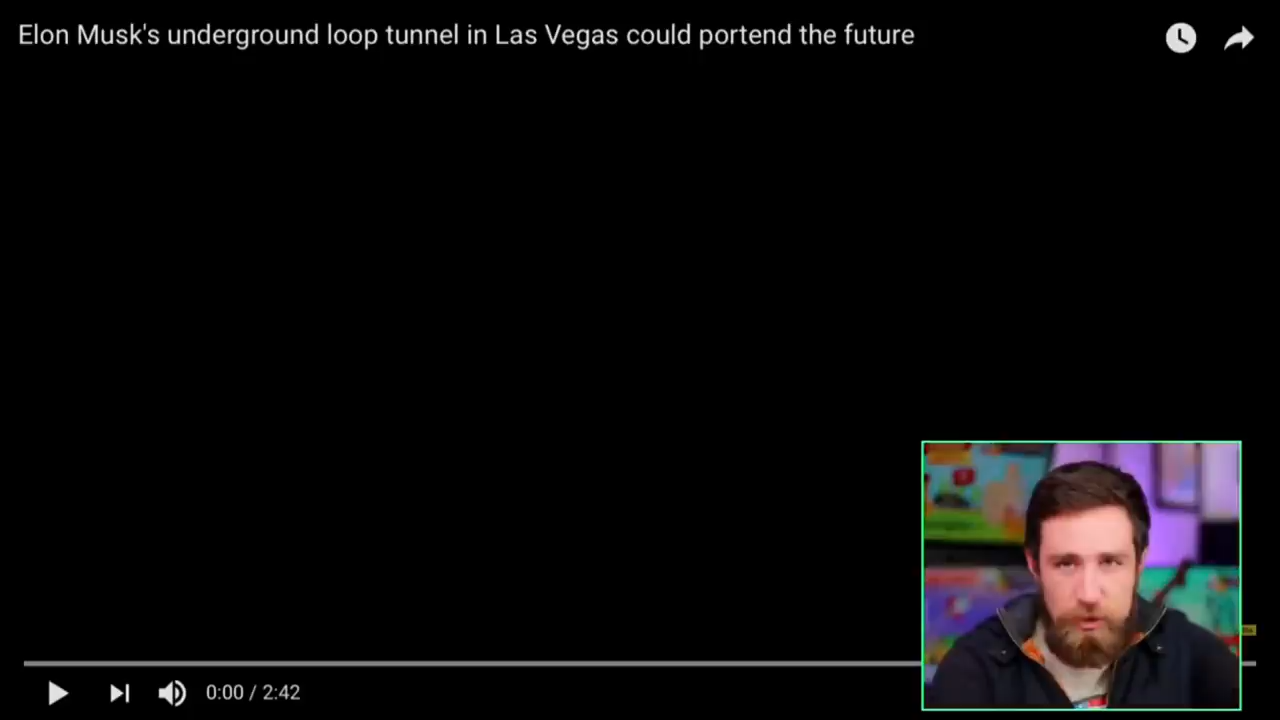 Elon Musk's underground loop tunnel in Las Vegas could portend the future
0:00 / 2:42